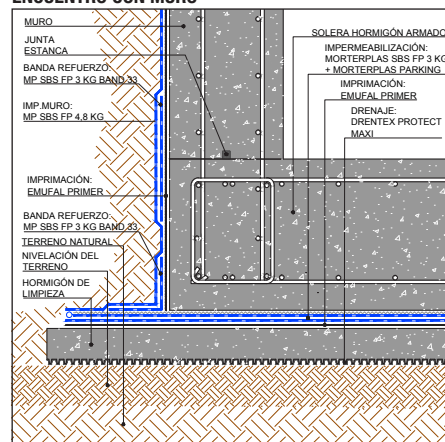 ENCUENTRO CON MURO
MURO
JUNTA
ESTANCA
BANDA REFUERZO:
MP SBS FP 3 KG BAND 33
IMP.MURO:
MP SBS FP 4,8 KG
IMPRIMACIÓN:
EMUFAL PRIMER
BANDA REFUERZO:
MP SBS FP 3 KG BAND 33
TERRENO NATURAL
NIVELACIÓN DEL
TERRENO
HORMIGÓN DE
LIMPIEZA
SOLERA HORMIGÓN ARMADO
IMPERMEABILIZACIÓN:
MORTERPLAS SBS FP 3 KG
+ MORTERPLAS PARKING
IMPRIMACIÓN:
EMUFAL PRIMER
DRENAJE:
DRENTEX PROTECT
MAXI